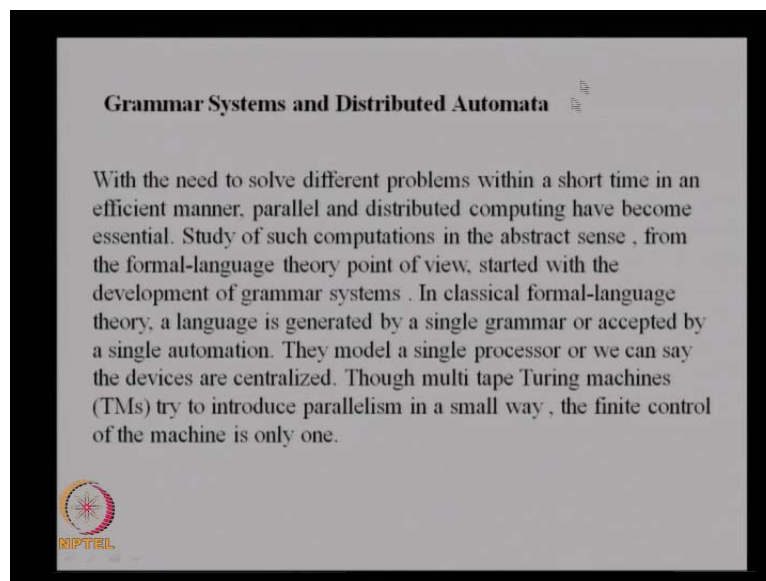 Grammar Systems and Distributed Automata
With the need to solve different problems within a short time in an
efficient manner, parallel and distributed computing have become
essential. Study of such computations in the abstract sense , from
the formal-language theory point of view, started with the
development of grammar systems . In classical formal-language
theory, a language is generated by a single grammar or accepted by
a single automation. They model a single processor or we can say
the devices are centralized. Though multi tape Turing machines
(TMs) try to introduce parallelism in a small way , the finite control
of the machine is only one.
NPTEL